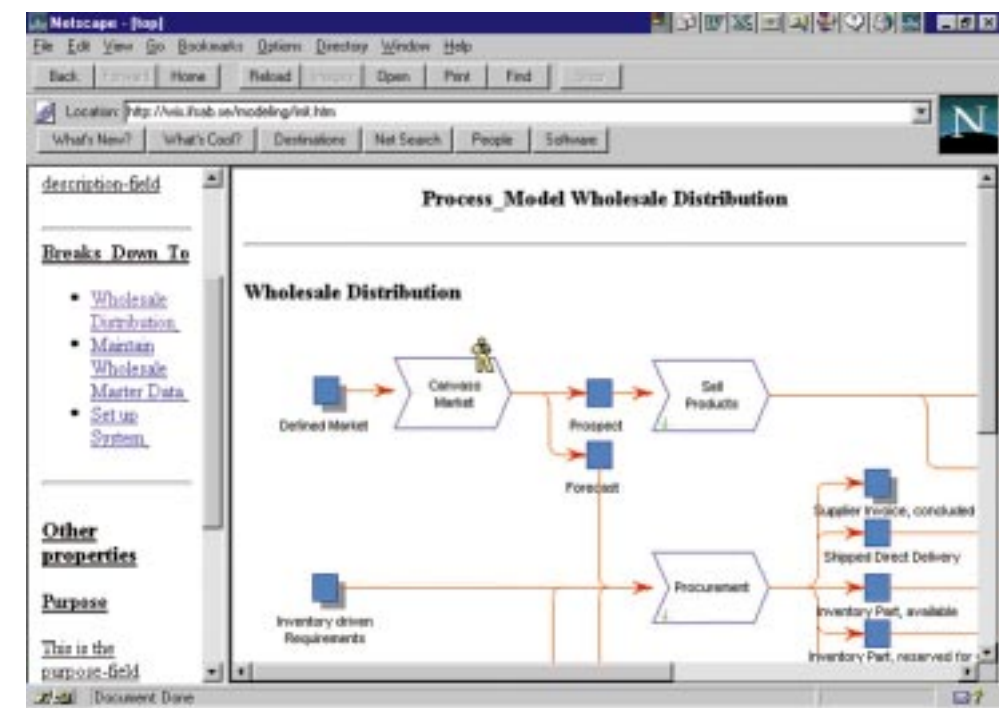 Netscape - [top]
File Edit View Go Bookmarks Options Directory Window Help
Back Forward Home Reload Open Print Find Stop
Location: http://wis.ifsab.se/modeling/init.htm
What's New? What's Cool? Destinations Net Search People Software
N
description-field
Breaks Down To
Wholesale
Distribution
Maintain
Wholesale
Master Data
Set up
System
Other
properties
Purpose
This is the
purpose-field
Process_Model Wholesale Distribution
Wholesale Distribution
Defined Market
Canvass
Market
Prospect
Forecast
Sell
Products
Inventory driven
Requirements
Procurement
Supplier Invoice, concluded
Shipped Direct Delivery
Inventory Part, available
Inventory Part, reserved for
Document: Done